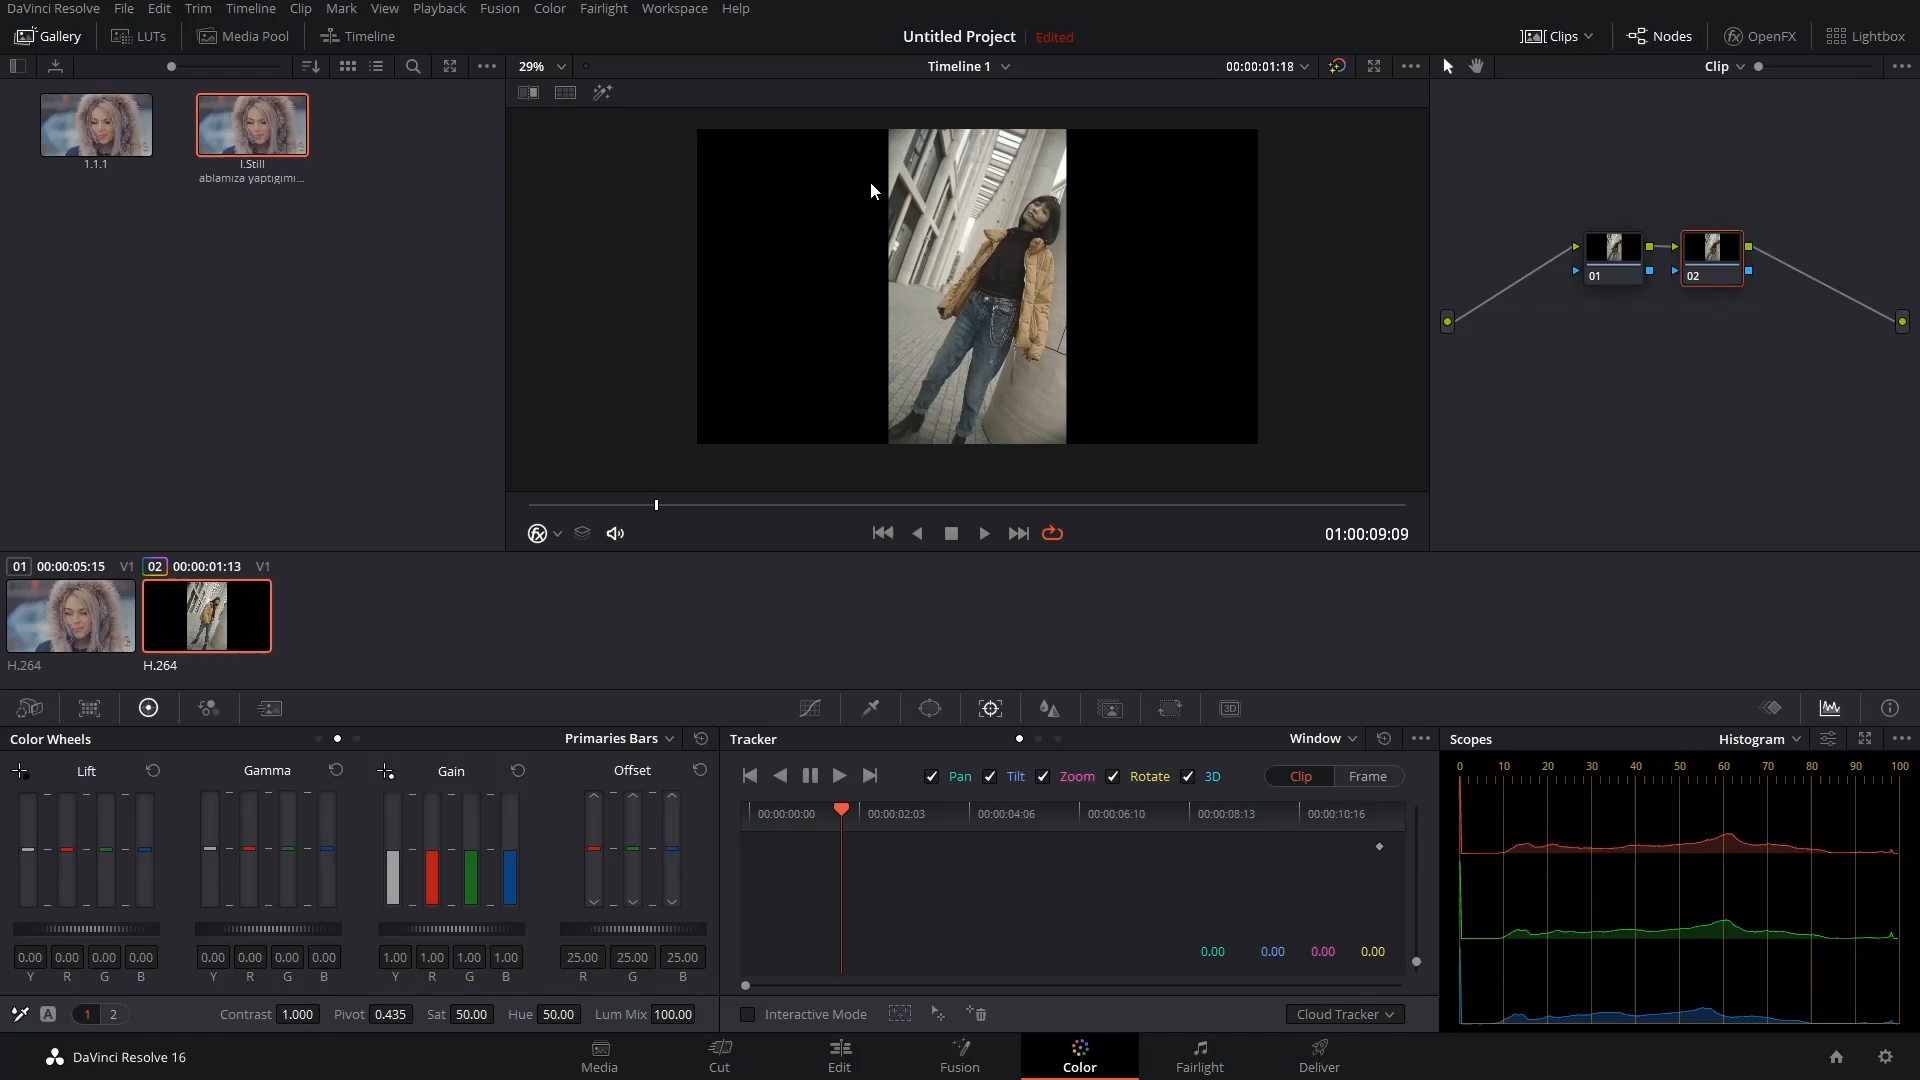 DaVinci Resolve File Edit Trim Timeline Clip Mark View Playback Fusion Color Fairlight Workspace Help
Gallery LUTs Media Pool Timeline Untitled Project Edited Clips Nodes OpenFX Lightbox
29% Timeline 1 00:00:01:18 Clip
1.1.1
I.Still
ablamıza yaptıgımı...
01
02
01:00:09:09
01 00:00:05:15 V1 02 00:00:01:13 V1
H.264 H.264
3D
Color Wheels Primaries Bars Tracker Window Scopes Histogram
Lift Gamma Gain Offset
Pan Tilt Zoom Rotate 3D Clip Frame
0 10 20 30 40 50 60 70 80 90 100
00:00:00:00 00:00:02:03 00:00:04:06 00:00:06:10 00:00:08:13 00:00:10:16
0.00 0.00 0.00 0.00
0.00 0.00 0.00 0.00 0.00 0.00 0.00 0.00 1.00 1.00 1.00 1.00 25.00 25.00 25.00
Y R G B Y R G B Y R G B R G B
A 1 2 Contrast 1.000 Pivot 0.435 Sat 50.00 Hue 50.00 Lum Mix 100.00
Interactive Mode Cloud Tracker
DaVinci Resolve 16
Media Cut Edit Fusion Color Fairlight Deliver